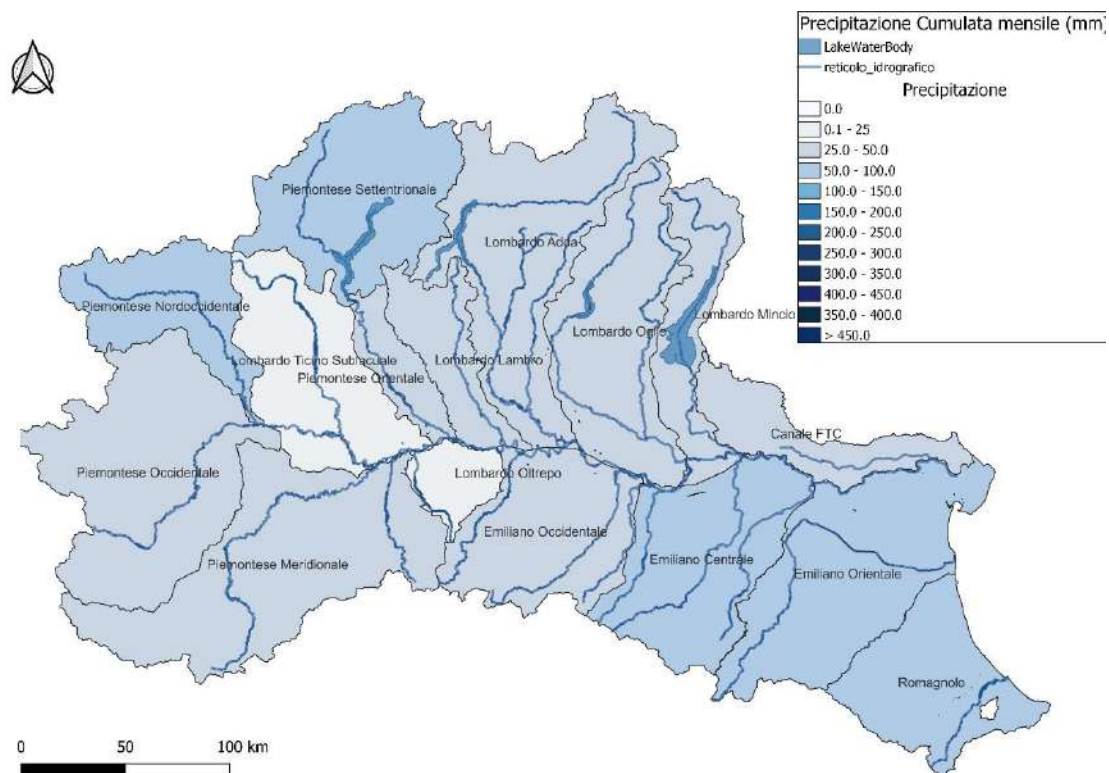 Precipitazione Cumulata mensile (mm)
LakeWaterBody
reticolo_idrografico
Precipitazione
0.0
0.1 - 25
25.0 - 50.0
50.0 - 100.0
100.0 - 150.0
150.0 - 200.0
200.0 - 250.0
250.0 - 300.0
300.0 - 350.0
400.0 - 450.0
350.0 - 400.0
> 450.0
Piemontese Settentrionale
Lombardo Adda
Piemontese Nordoccidentale
Lombardo Mincio
Lombardo Oglio
Lombardo Ticino Sublacuale
Lombardo Lambro
Piemontese Orientale
Canale FTC
Piemontese Occidentale
Lombardo Oltrepo
Emiliano Occidentale
Piemontese Meridionale
Emiliano Centrale
Emiliano Orientale
Romagnolo
0 50 100 km